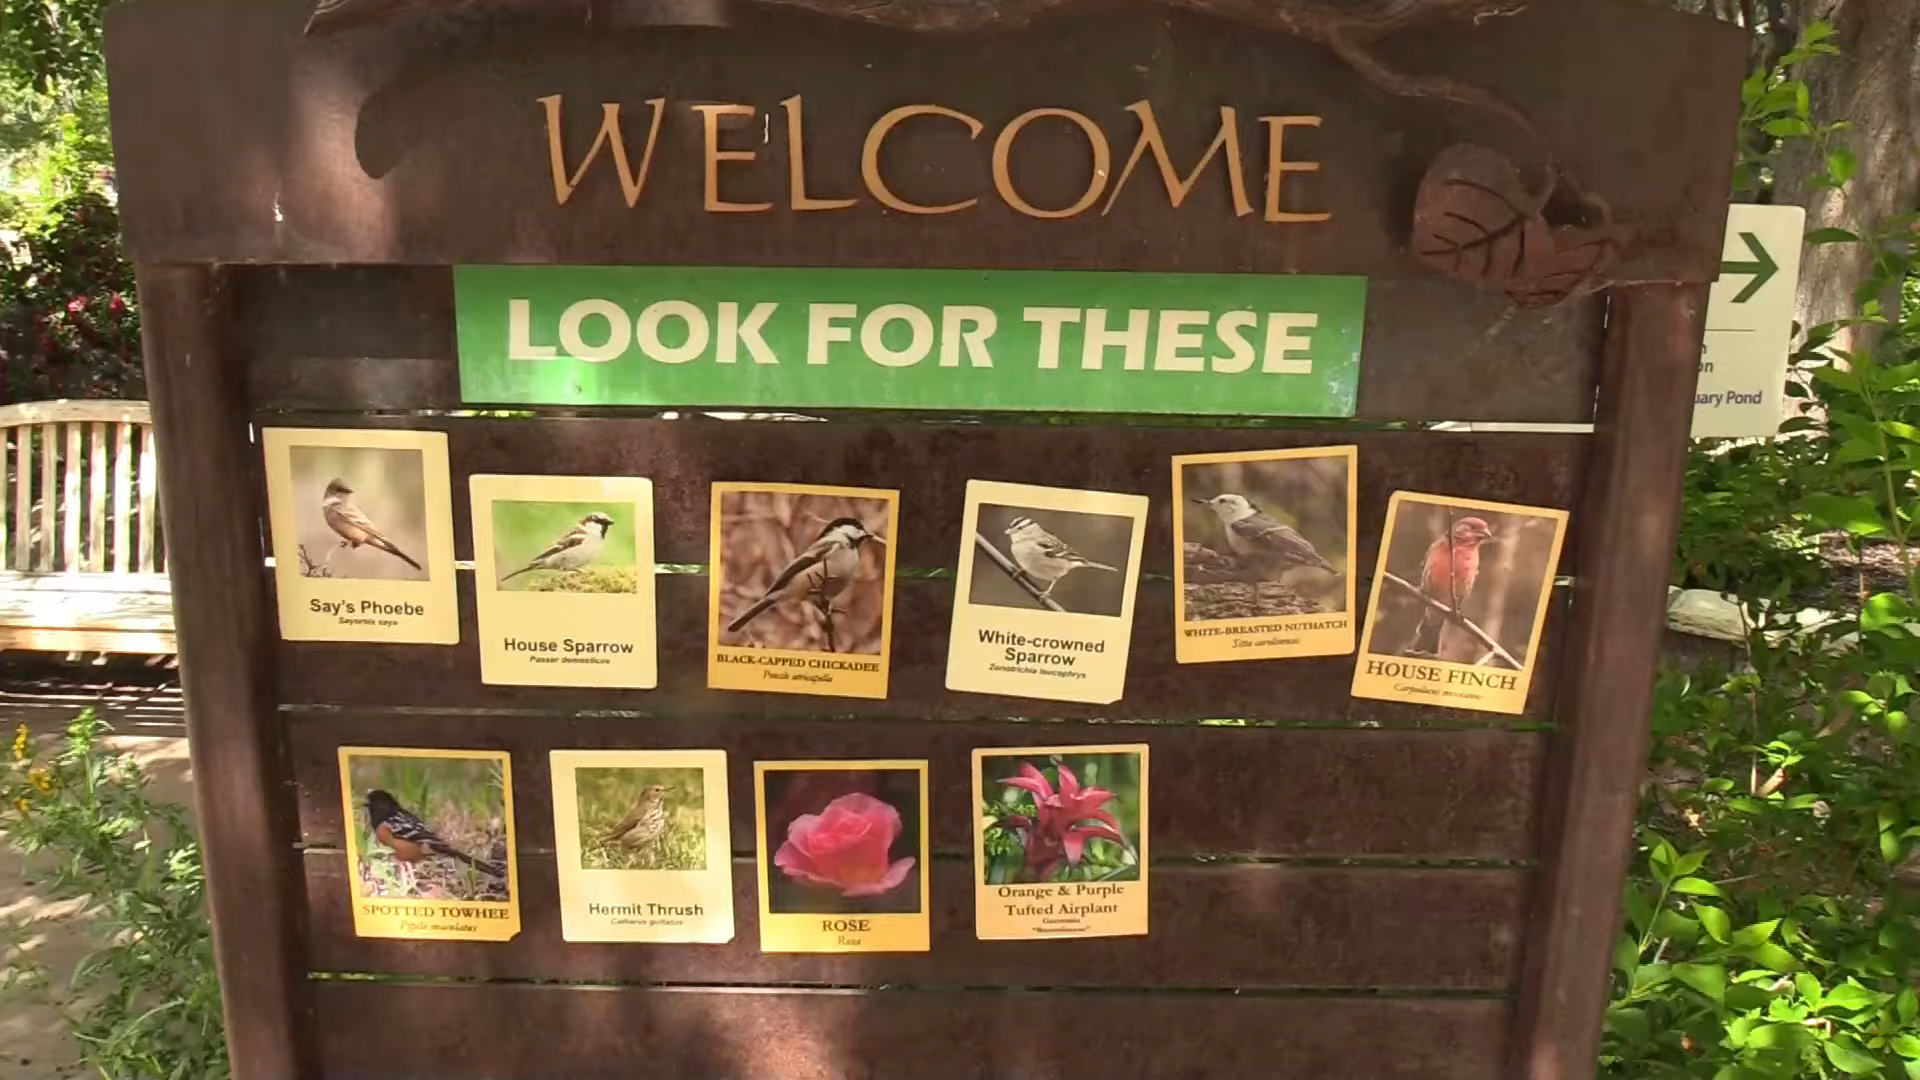 WELCOME
LOOK FOR THESE
Say's Phoebe
Sayornis saya
House Sparrow
Passer domesticus
BLACK-CAPPED CHICKADEE
Poecile atricapilla
White-crowned
Sparrow
Zonotrichia leucophrys
WHITE-BREASTED NUTHATCH
Sitta carolinensis
HOUSE FINCH
Carpodacus mexicanus
SPOTTED TOWHEE
Pipilo maculatus
Hermit Thrush
Catharus guttatus
ROSE
Rosa
Orange & Purple
Tufted Airplant
Guzmania
uary Pond